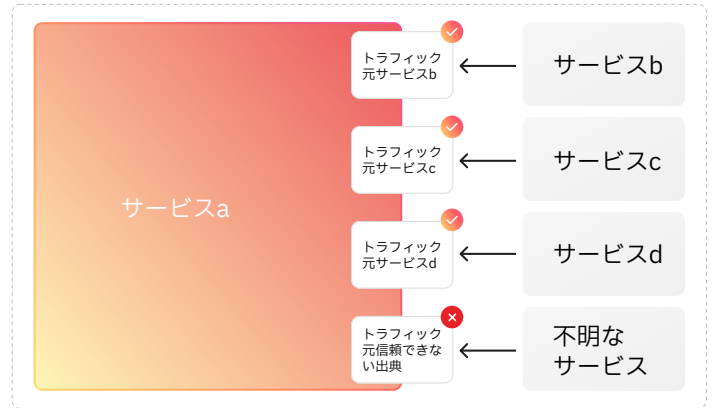 サービスa
トラフィック
元サービスb
サービスb
トラフィック
元サービスc
サービスc
トラフィック
元サービスd
サービスd
トラフィック
元信頼できな
い出典
不明な
サービス